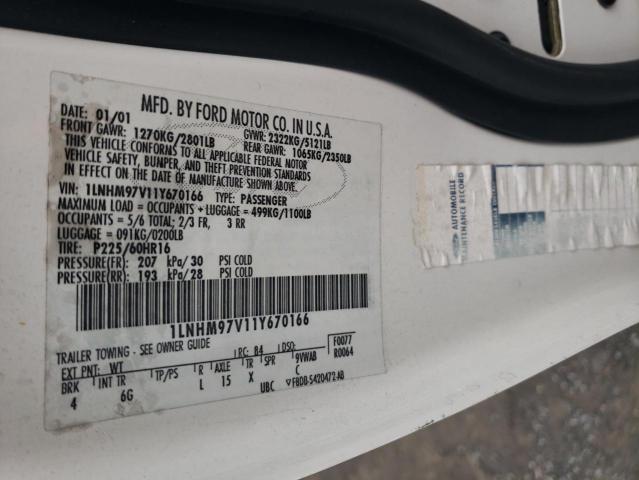 MFD. BY FORD MOTOR CO. IN U.S.A.
DATE: 01/01 GVWR: 2322KG/5121LB
FRONT GAWR: 1270KG/2801LB REAR GAWR: 1065KG/2350LB
THIS VEHICLE CONFORMS TO ALL APPLICABLE FEDERAL MOTOR
VEHICLE SAFETY, BUMPER, AND THEFT PREVENTION STANDARDS
IN EFFECT ON THE DATE OF MANUFACTURE SHOWN ABOVE.
VIN: 1LNHM97V11Y670166 TYPE: PASSENGER
MAXIMUM LOAD = OCCUPANTS + LUGGAGE = 499KG/1100LB
OCCUPANTS = 5/6 TOTAL; 2/3 FR, 3 RR
LUGGAGE = 091KG/0200LB
TIRE: P225/60HR16
PRESSURE(FR): 207 kPa/30 PSI COLD
PRESSURE(RR): 193 kPa/28 PSI COLD
1LNHM97V11Y670166
TRAILER TOWING - SEE OWNER GUIDE
F0077
R0064
EXT PNT: WT RC: B4 DSO:
BRK INT TR TP/PS R AXLE TR SPR 9VWAB
4 6G L 15 X C
UBC
AUTOMOBILE
MAINTENANCE RECORD